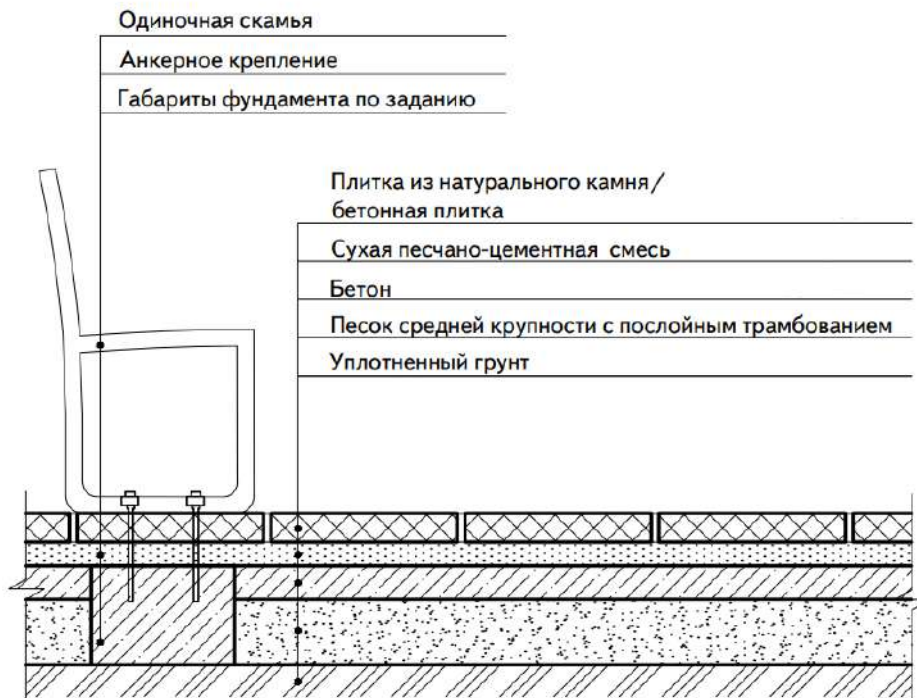 Одиночная скамья
Анкерное крепление
Габариты фундамента по заданию
Плитка из натурального камня/
бетонная плитка
Сухая песчано-цементная смесь
Бетон
Песок средней крупности с послойным трамбованием
Уплотненный грунт